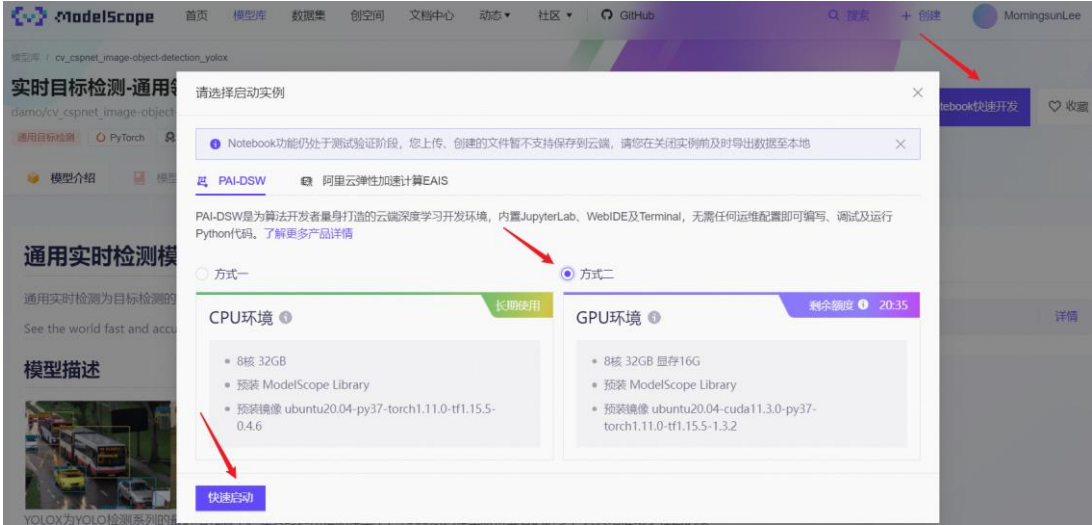 ModelScope 首页 模型库 数据集 创空间 文档中心 动态 社区 GitHub 搜索 + 创建 MorningsunLee
模型库 / cv_cspnet_image-object-detection_yolox
实时目标检测-通用
damo/cv_cspnet_image-object
Notebook快速开发 收藏
通用目标检测 PyTorch
模型介绍
请选择启动实例
Notebook功能仍处于测试验证阶段，您上传、创建的文件暂不支持保存到云端，请您在关闭实例前及时导出数据至本地
PAI-DSW 阿里云弹性加速计算EAIS
PAI-DSW是为算法开发者量身打造的云端深度学习开发环境，内置JupyterLab、WebIDE及Terminal，无需任何运维配置即可编写、调试及运行
Python代码。了解更多产品详情
通用实时检测模
方式一 方式二
通用实时检测为目标检测的
CPU环境 长期使用 GPU环境 剩余额度 20:35
See the world fast and accu
详情
模型描述
8核 32GB
预装 ModelScope Library
预装镜像 ubuntu20.04-py37-torch1.11.0-tf1.15.5-
0.4.6
8核 32GB 显存16G
预装 ModelScope Library
预装镜像 ubuntu20.04-cuda11.3.0-py37-
torch1.11.0-tf1.15.5-1.3.2
快速启动
YOLOX为YOLO检测系列的